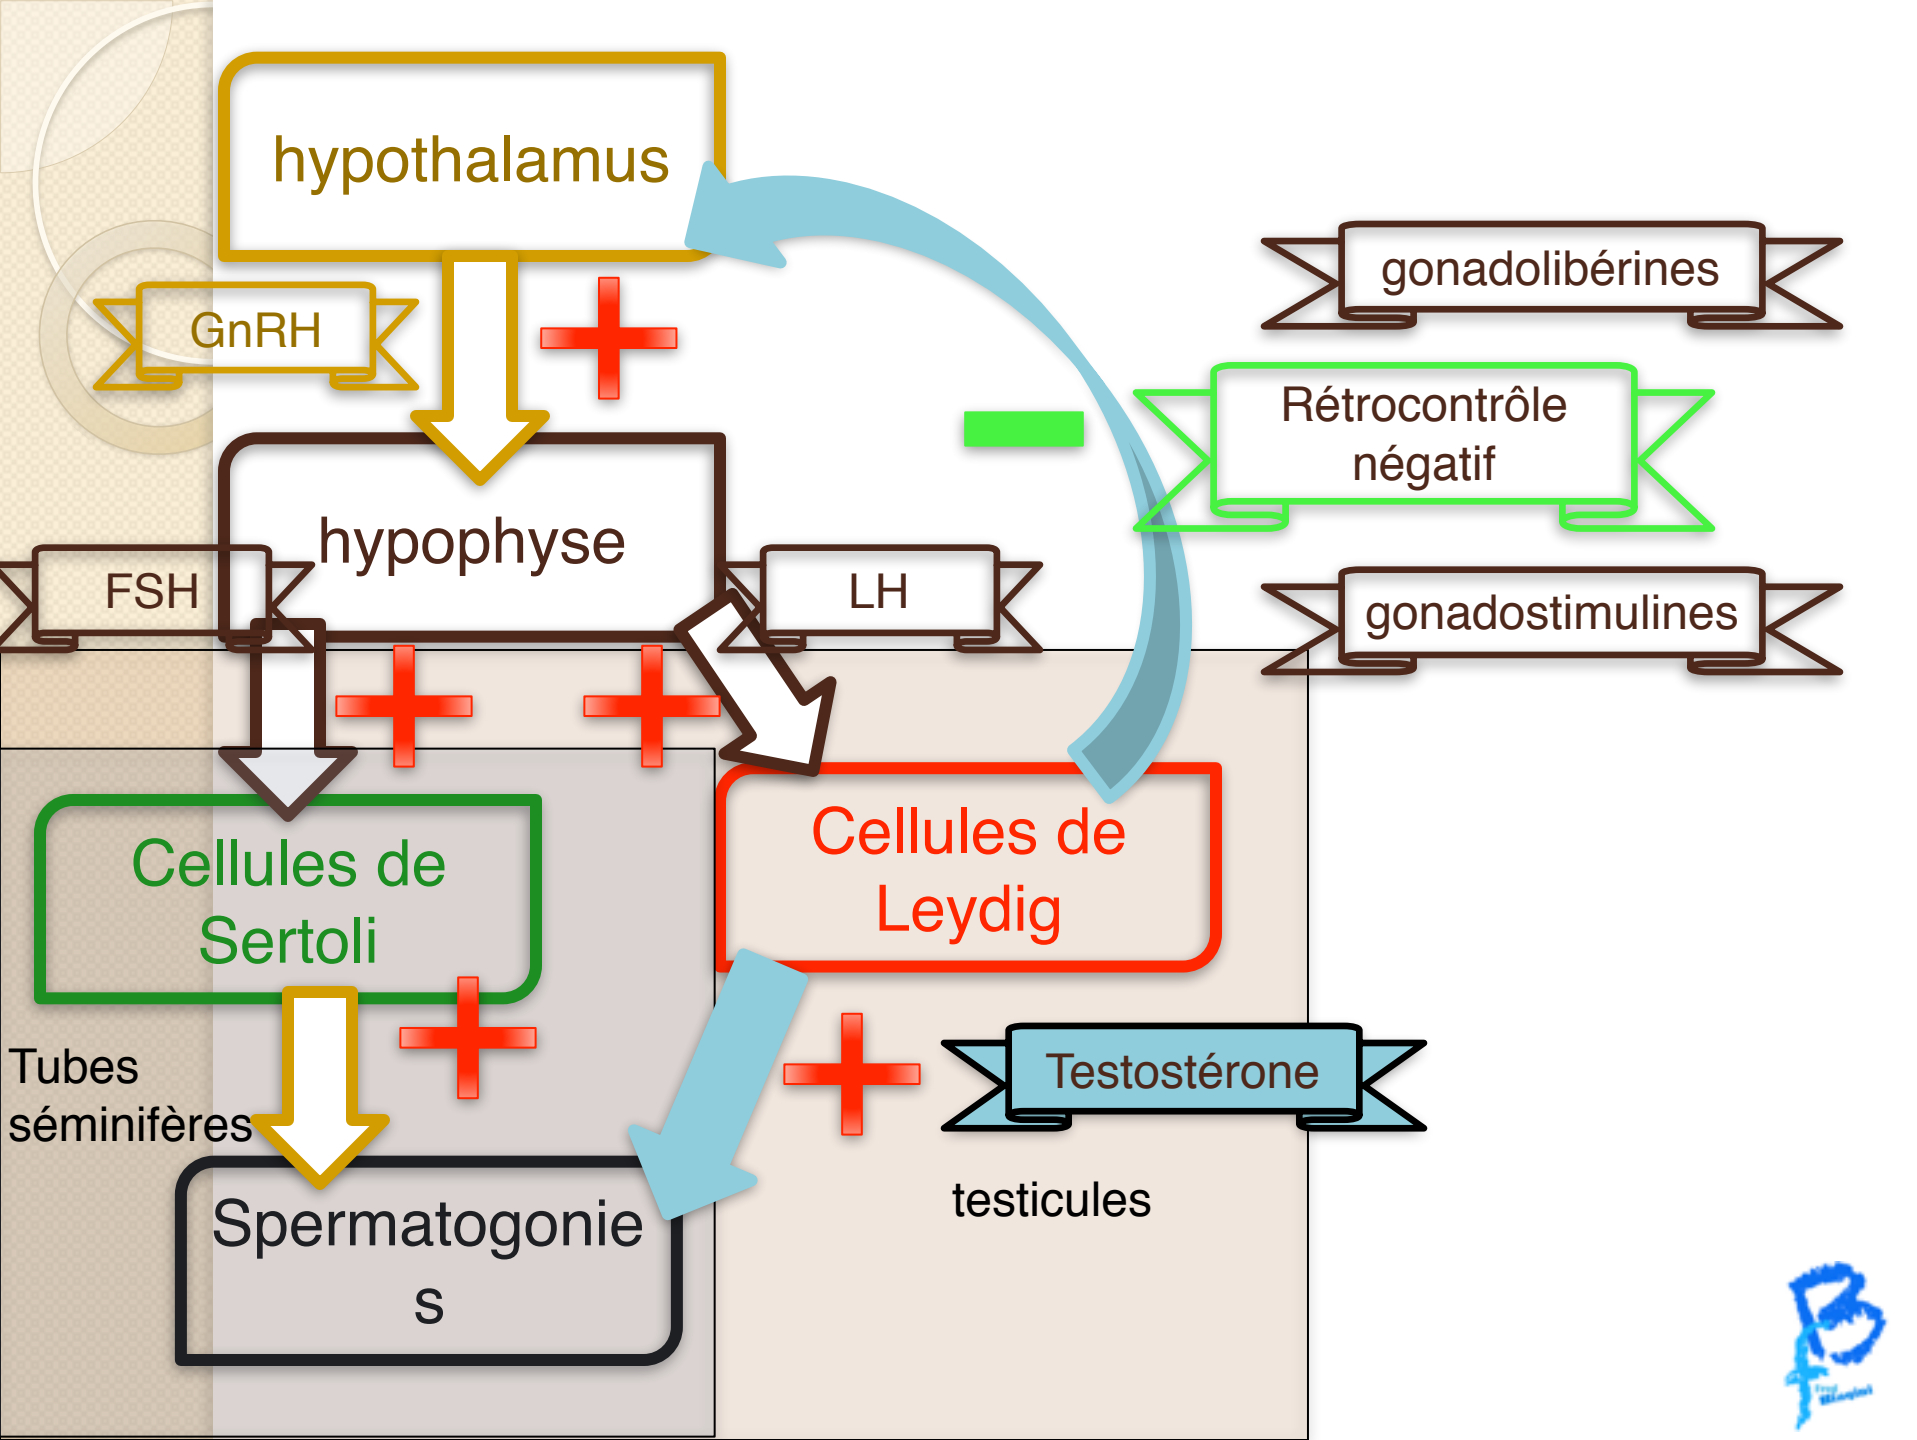 hypothalamus
gonadolibérines
GnRH
Rétrocontrôle
négatif
hypophyse
FSH
LH
gonadostimulines
Cellules de
Leydig
Cellules de
Sertoli
Tubes
séminifères
Testostérone
testicules
Spermatogonie
s